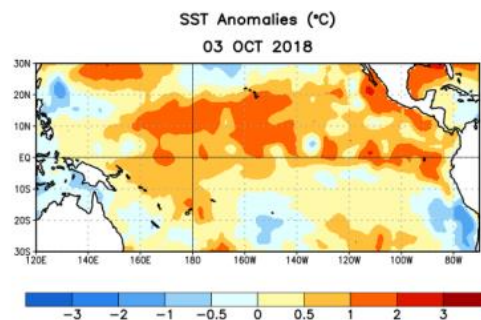 SST Anomalies (°C)
03 OCT 2018
30N
20N
10N
EQ
10S
20S
30S
120E 140E 160E 180 160W 140W 120W 100W 80W
-3 -2 -1 -0.5 0 0.5 1 2 3